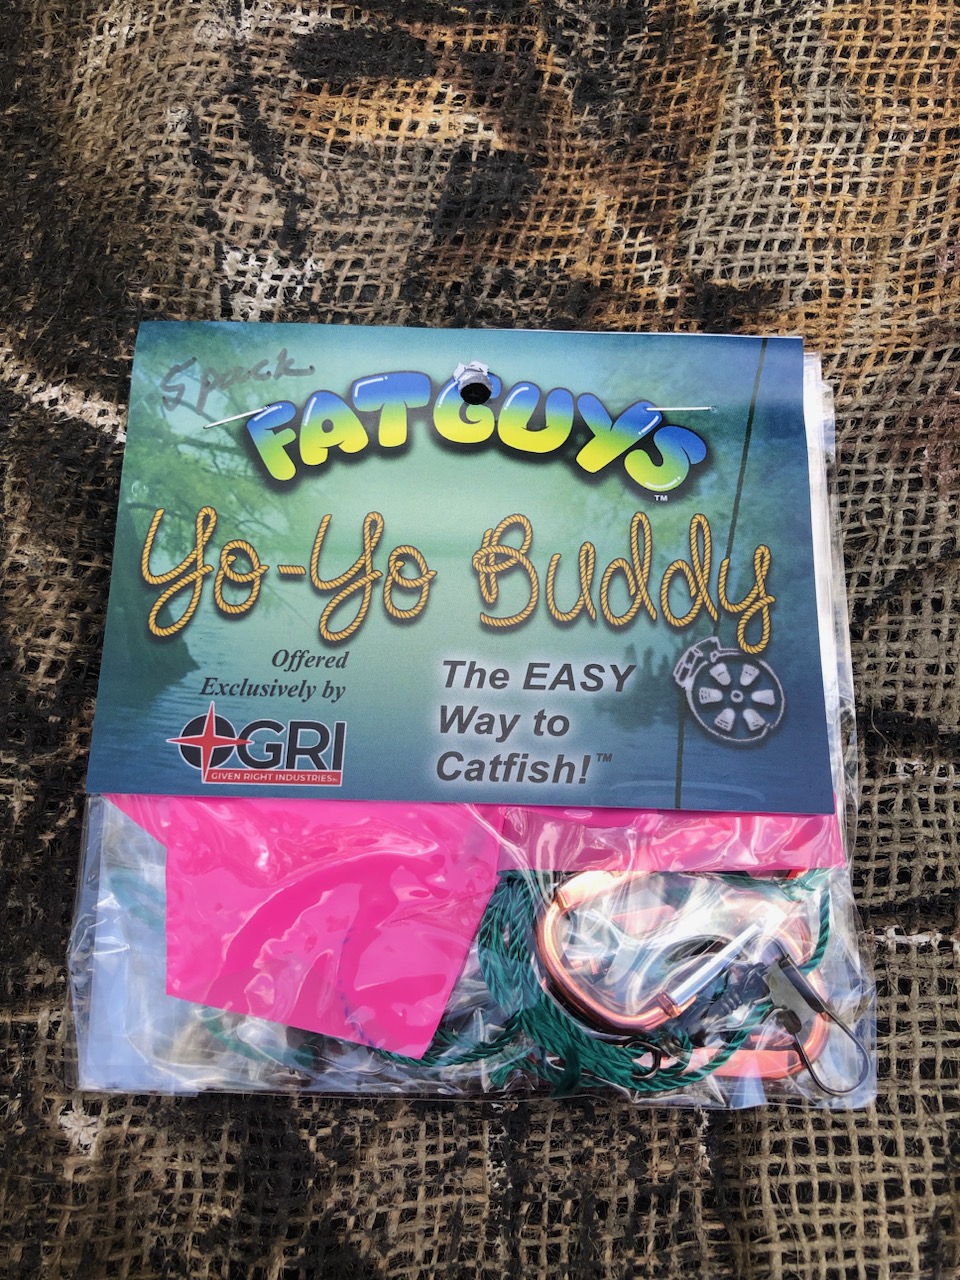 5pack
FATGUYS
TM
Yo-Yo Buddy
Offered
Exclusively by
GRI
GIVEN RIGHT INDUSTRIES
The EASY
Way to
Catfish!™